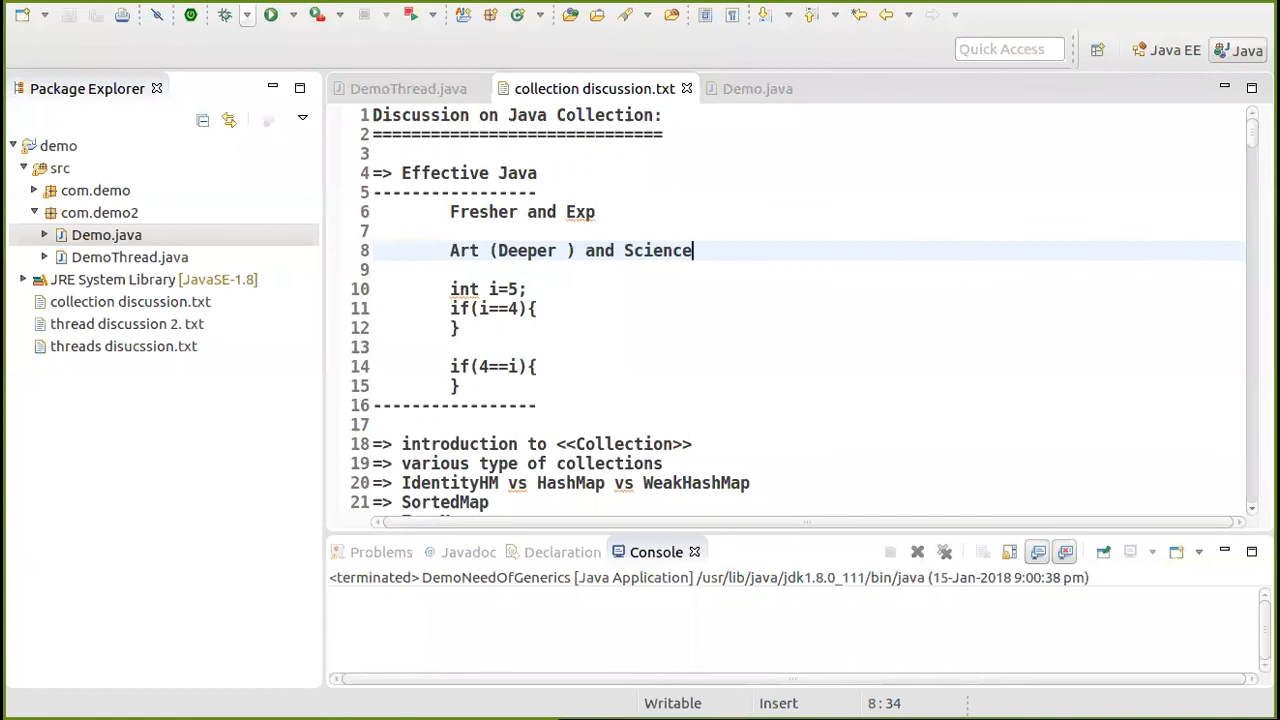 Quick Access
Java EE
Java
Package Explorer
demo
src
com.demo
com.demo2
Demo.java
DemoThread.java
JRE System Library [JavaSE-1.8]
collection discussion.txt
thread discussion 2. txt
threads disucssion.txt
DemoThread.java
collection discussion.txt
Demo.java
1 Discussion on Java Collection:
2 ==============================
3
4 => Effective Java
5 -----------------
6 Fresher and Exp
7
8 Art (Deeper ) and Science
9
10 int i=5;
11 if(i==4){
12 }
13
14 if(4==i){
15 }
16 -----------------
17
18 => introduction to <<Collection>>
19 => various type of collections
20 => IdentityHM vs HashMap vs WeakHashMap
21 => SortedMap
Problems
@ Javadoc
Declaration
Console
<terminated> DemoNeedOfGenerics [Java Application] /usr/lib/java/jdk1.8.0_111/bin/java (15-Jan-2018 9:00:38 pm)
Writable
Insert
8 : 34